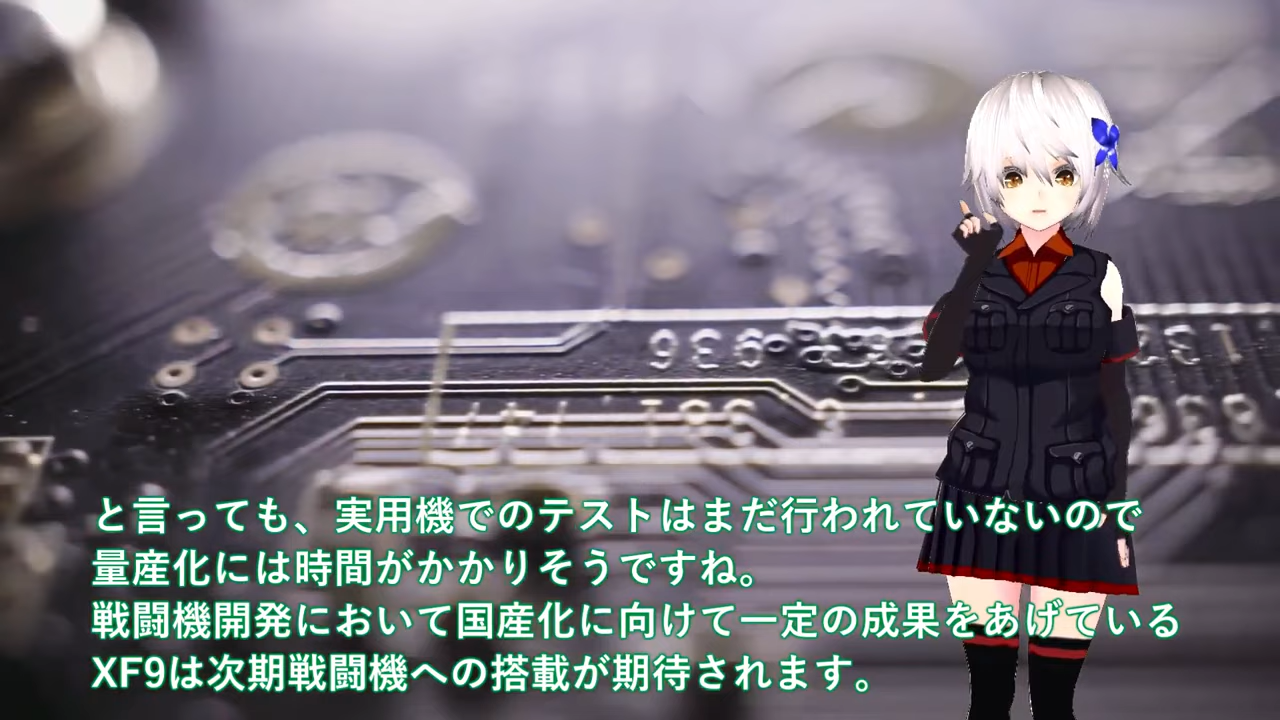 と言っても、実用機でのテストはまだ行われていないので
量産化には時間がかかりそうですね。
戦闘機開発において国産化に向けて一定の成果をあげている
XF9は次期戦闘機への搭載が期待されます。